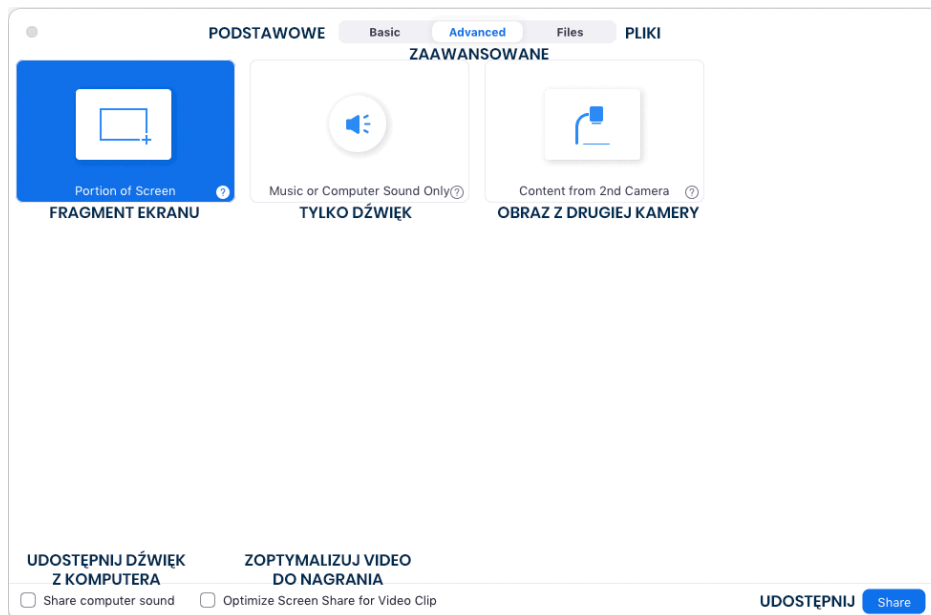 PODSTAWOWE Basic Advanced Files PLIKI
ZAAWANSOWANE
Portion of Screen ? Music or Computer Sound Only ? Content from 2nd Camera ?
FRAGMENT EKRANU TYLKO DŹWIĘK OBRAZ Z DRUGIEJ KAMERY
UDOSTĘPNIJ DŹWIĘK ZOPTYMALIZUJ VIDEO
Z KOMPUTERA DO NAGRANIA
Share computer sound Optimize Screen Share for Video Clip UDOSTĘPNIJ Share